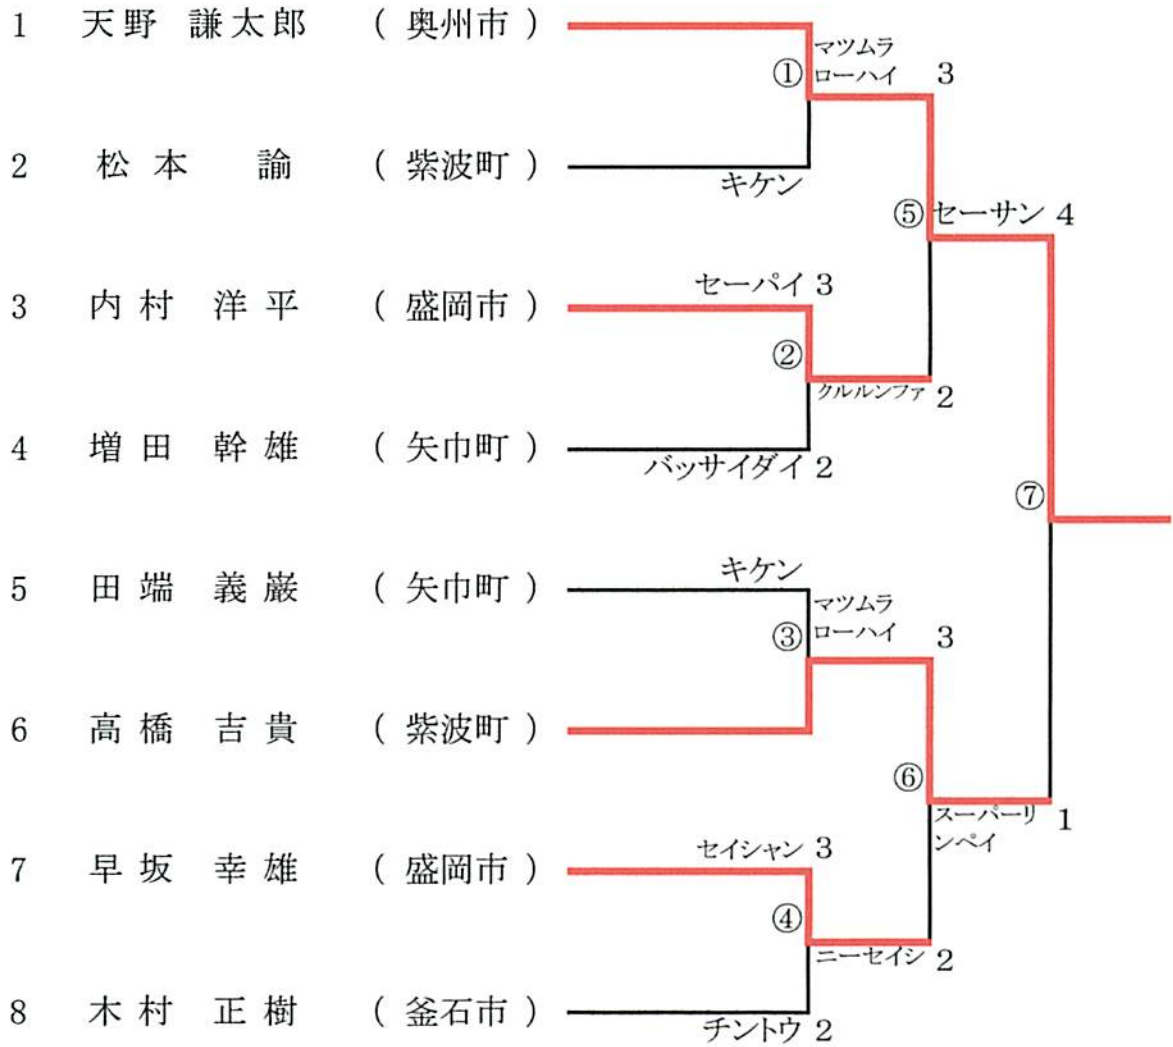 1 天野 謙太郎 ( 奥州市 )
マツムラ
ローハイ
① 3
2 松本 諭 ( 紫波町 )
キケン
⑤ セーサン 4
セーパイ 3
3 内村 洋平 ( 盛岡市 )
②
クルルンファ 2
4 増田 幹雄 ( 矢巾町 )
バッサイダイ 2
⑦
キケン
5 田端 義巌 ( 矢巾町 )
マツムラ
ローハイ
③ 3
6 高橋 吉貴 ( 紫波町 )
⑥
スーパーリ
ンペイ
1
セイシャン 3
7 早坂 幸雄 ( 盛岡市 )
④
ニーセイシ 2
8 木村 正樹 ( 釜石市 )
チントウ 2